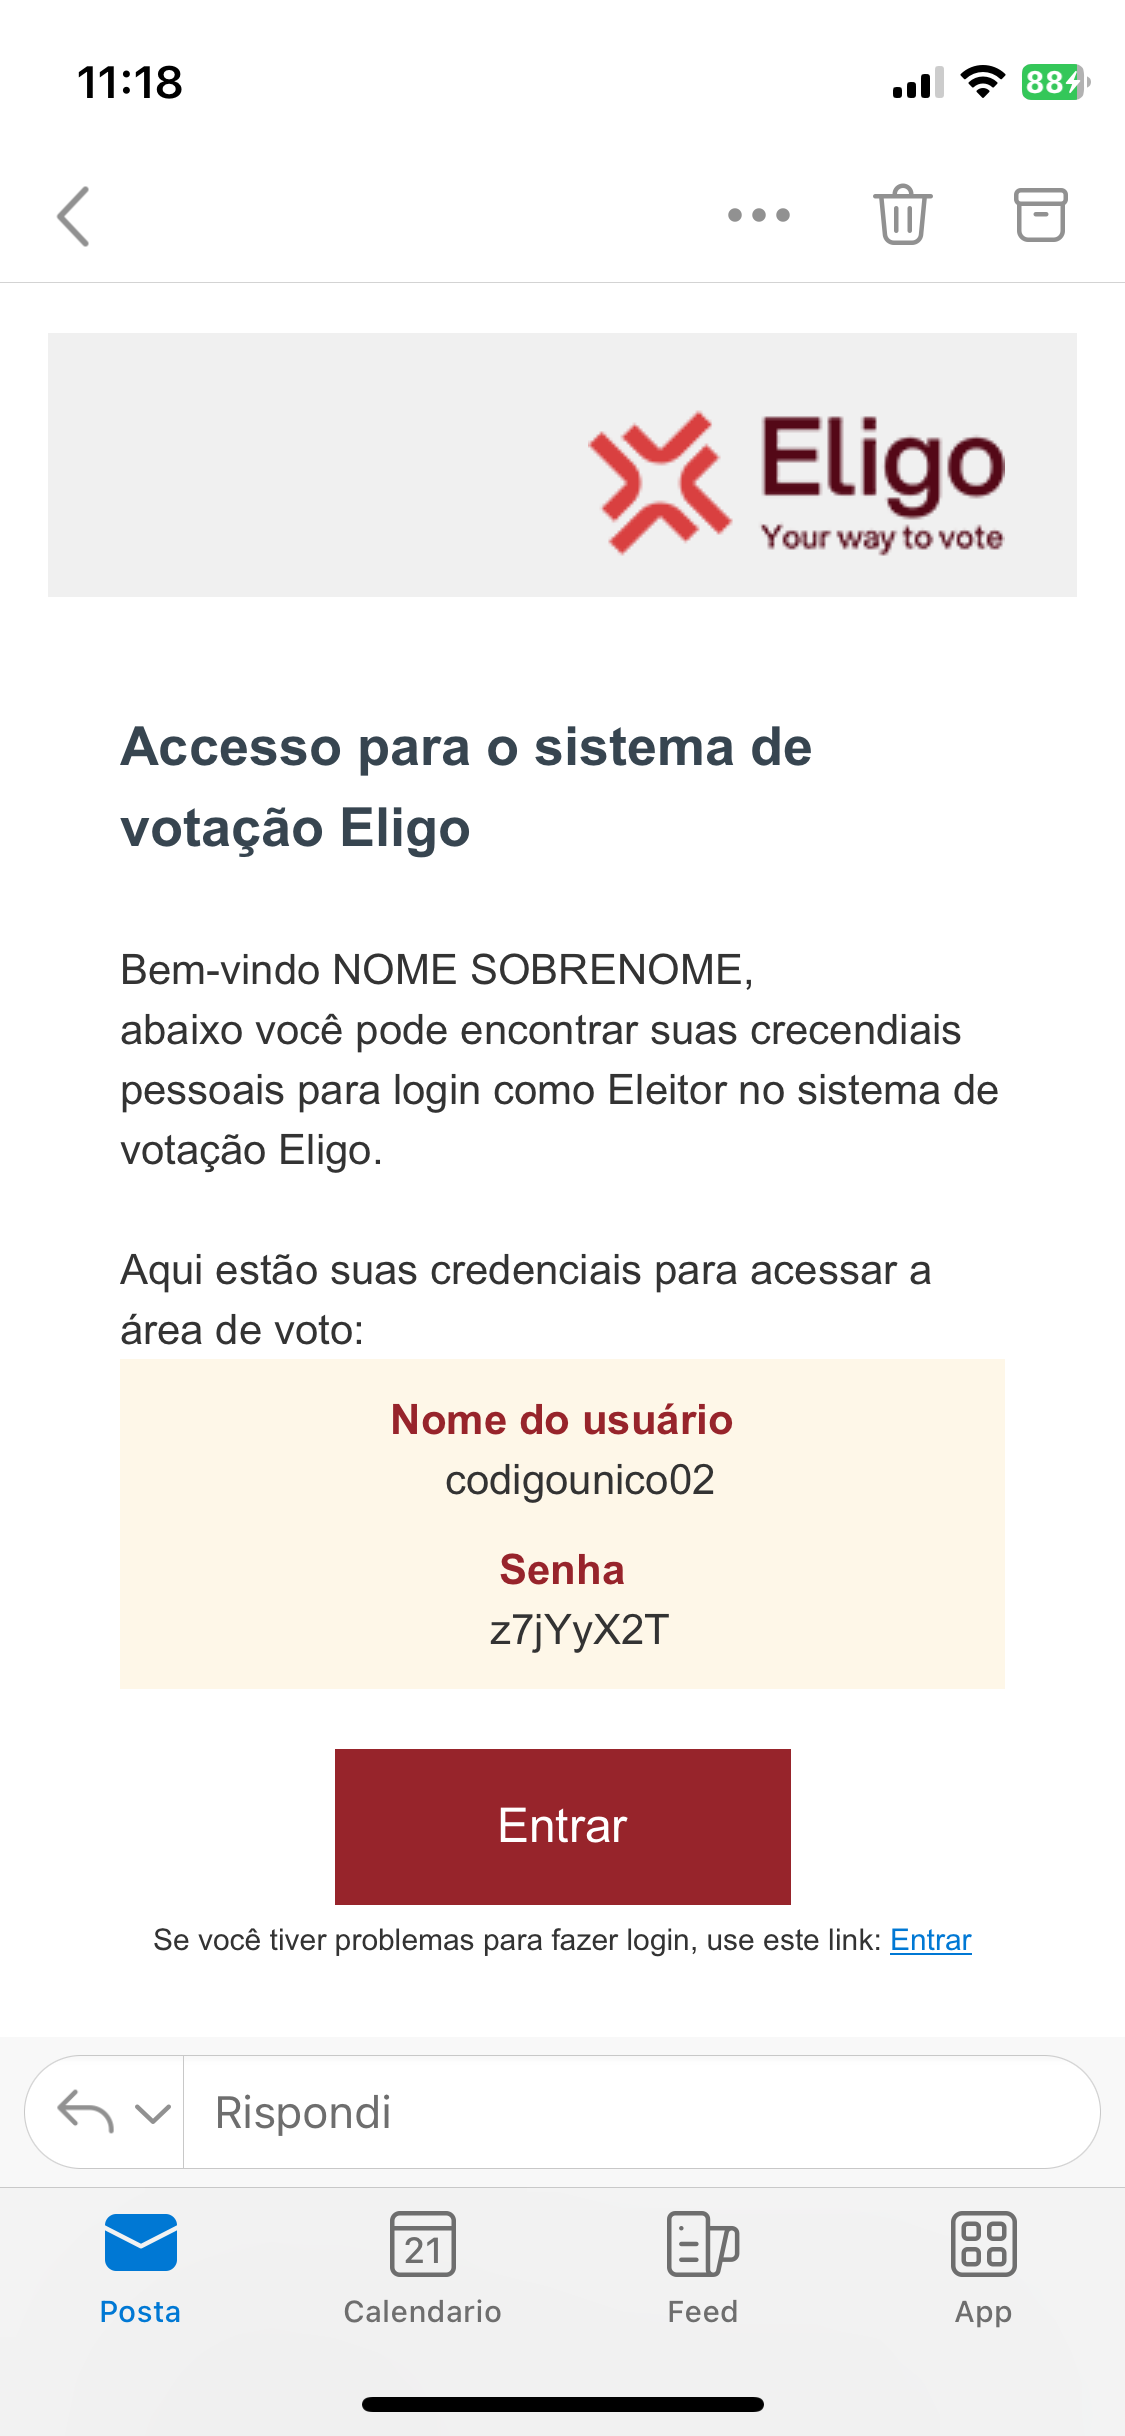 11:18
88
Eligo
Your way to vote
Accesso para o sistema de
votação Eligo
Bem-vindo NOME SOBRENOME,
abaixo você pode encontrar suas crecendiais
pessoais para login como Eleitor no sistema de
votação Eligo.
Aqui estão suas credenciais para acessar a
área de voto:
Nome do usuário
codigounico02
Senha
z7jYyX2T
Entrar
Se você tiver problemas para fazer login, use este link: Entrar
Rispondi
21
Posta
Calendario
Feed
App